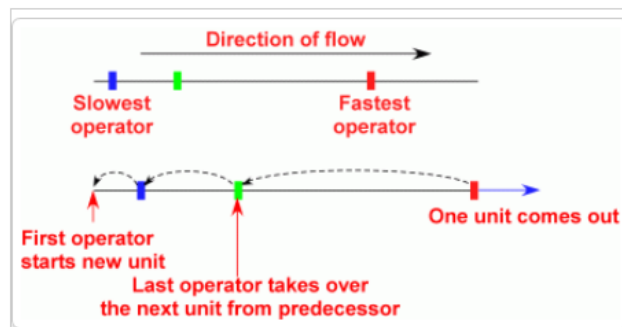 Direction of flow
Slowest
operator
Fastest
operator
One unit comes out
First operator
starts new unit
Last operator takes over
the next unit from predecessor